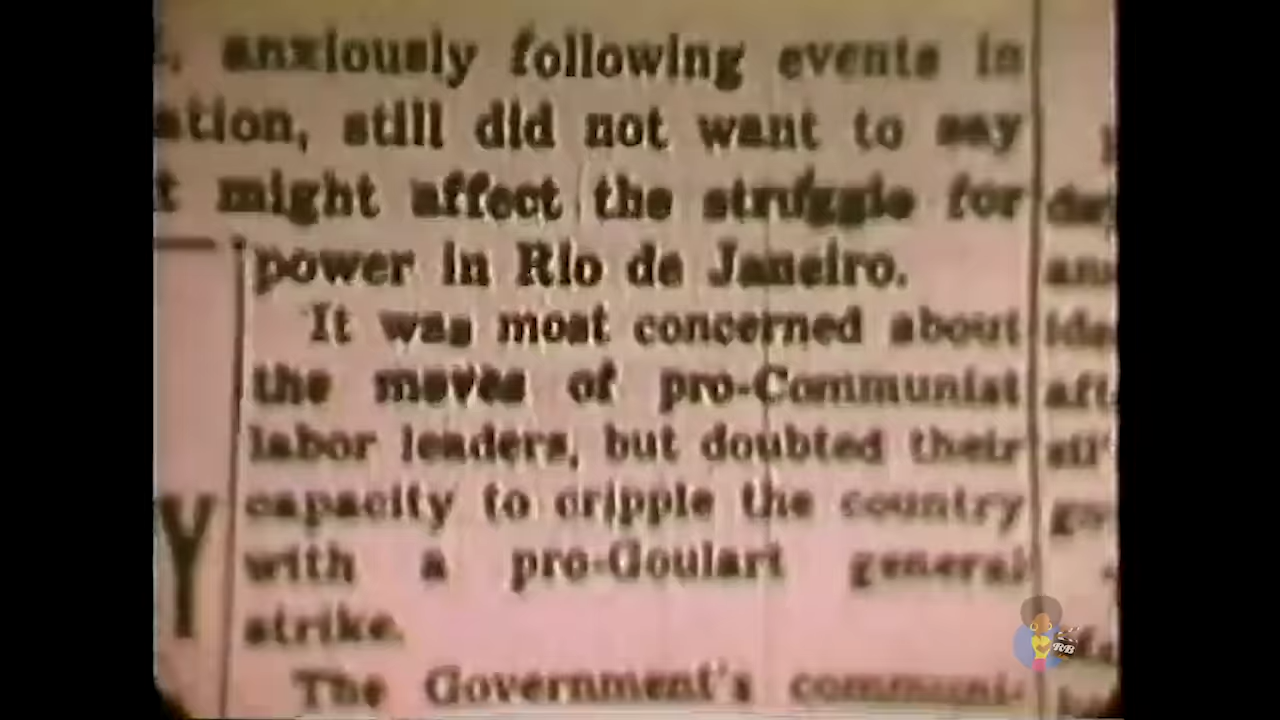 anxiously following events in
ation, still did not want to say
t might affect the struggle for
power in Rio de Janeiro.
It was most concerned about
the moves of pro-Communist
labor leaders, but doubted their
capacity to cripple the country
with a pro-Goulart general
strike.
The Government's communi-
Y
RB